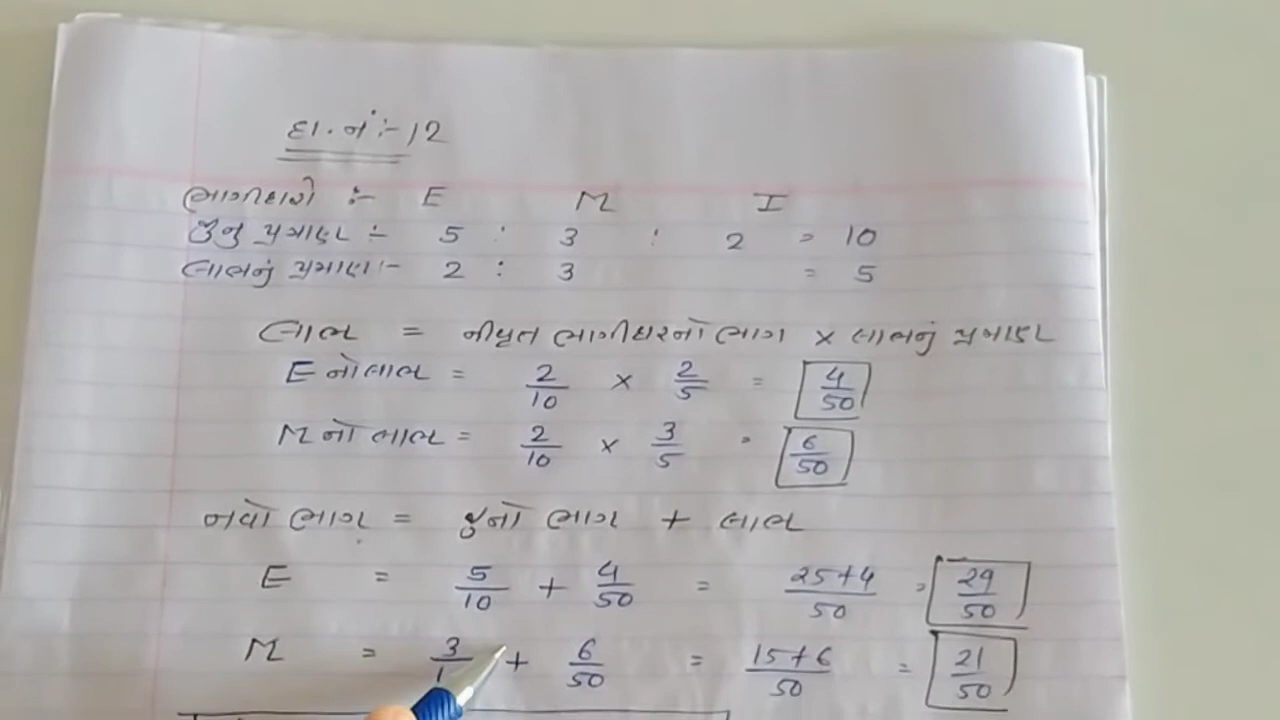 દા.નં:-12
ભાગીદારો :- E M I
જુનુ પ્રમાણ :- 5 : 3 : 2 = 10
લાભનું પ્રમાણ :- 2 : 3 = 5
લાભ = નીવૃત ભાગીદારનો ભાગ × લાભનું પ્રમાણ
E નો લાભ = 2/10 × 2/5 = 4/50
M નો લાભ = 2/10 × 3/5 = 6/50
નવો ભાગ = જુનો ભાગ + લાભ
E = 5/10 + 4/50 = 25+4/50 = 29/50
M = 3/ + 6/50 = 15+6/50 = 21/50